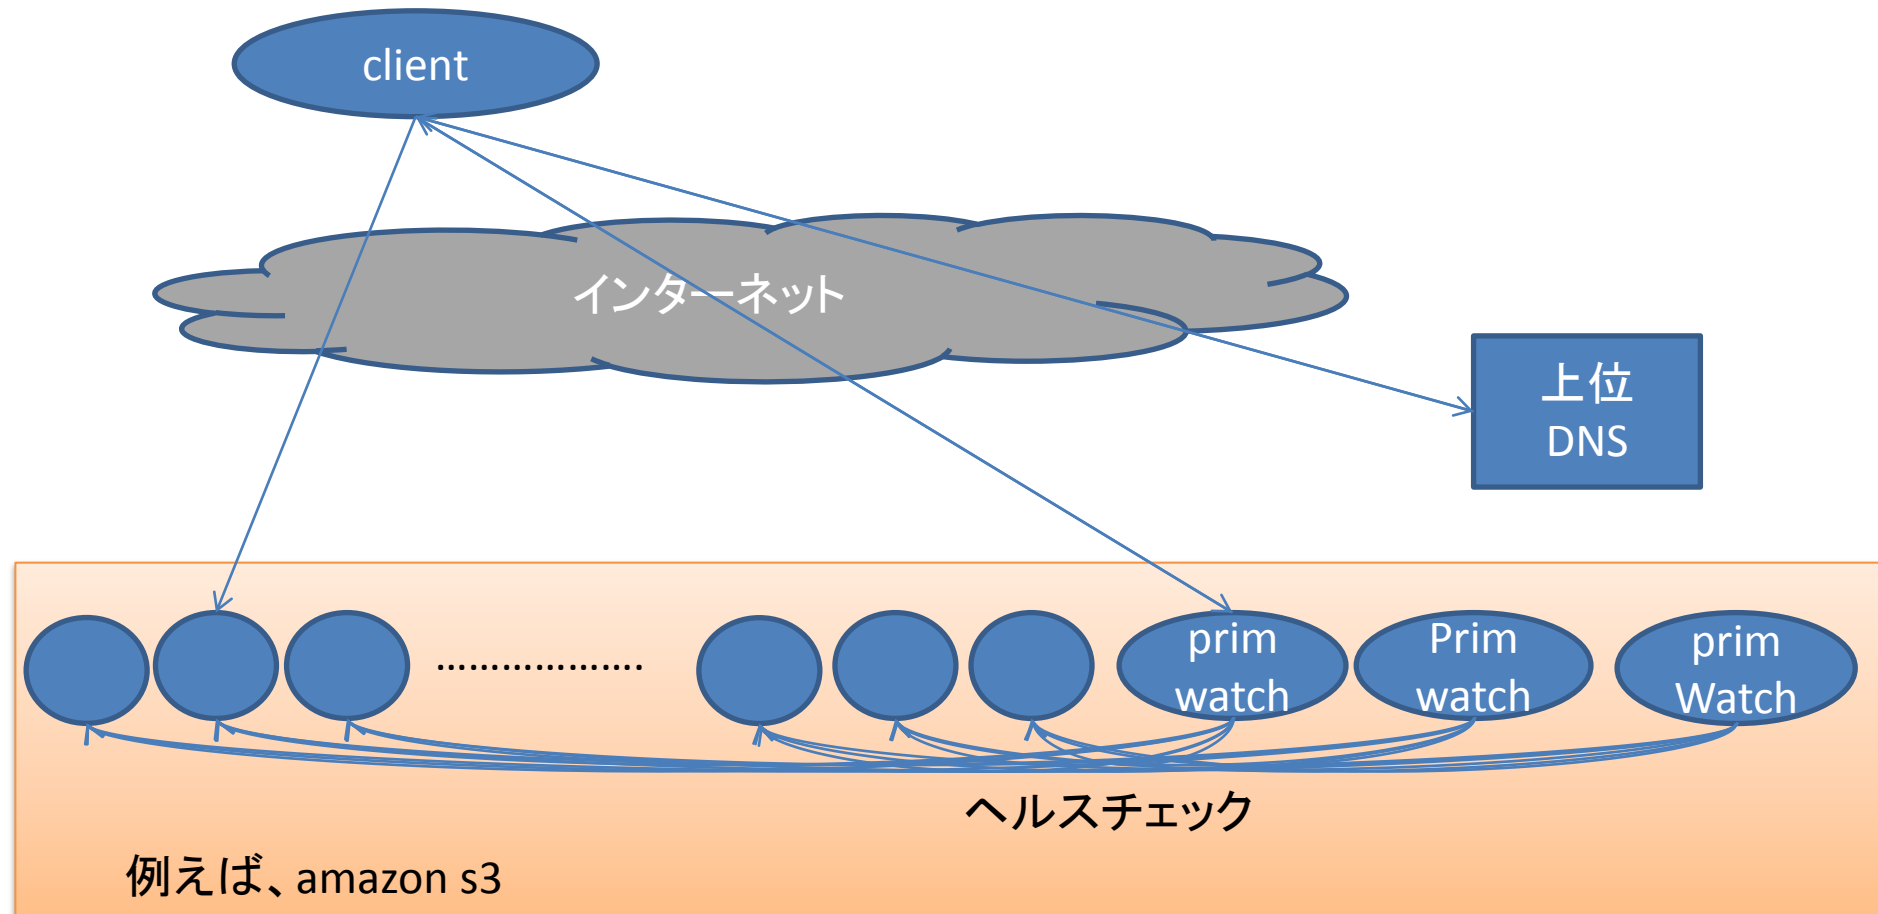 client
インターネット
上位
DNS
prim
watch
Prim
watch
prim
Watch
………………．
ヘルスチェック
例えば、amazon s3